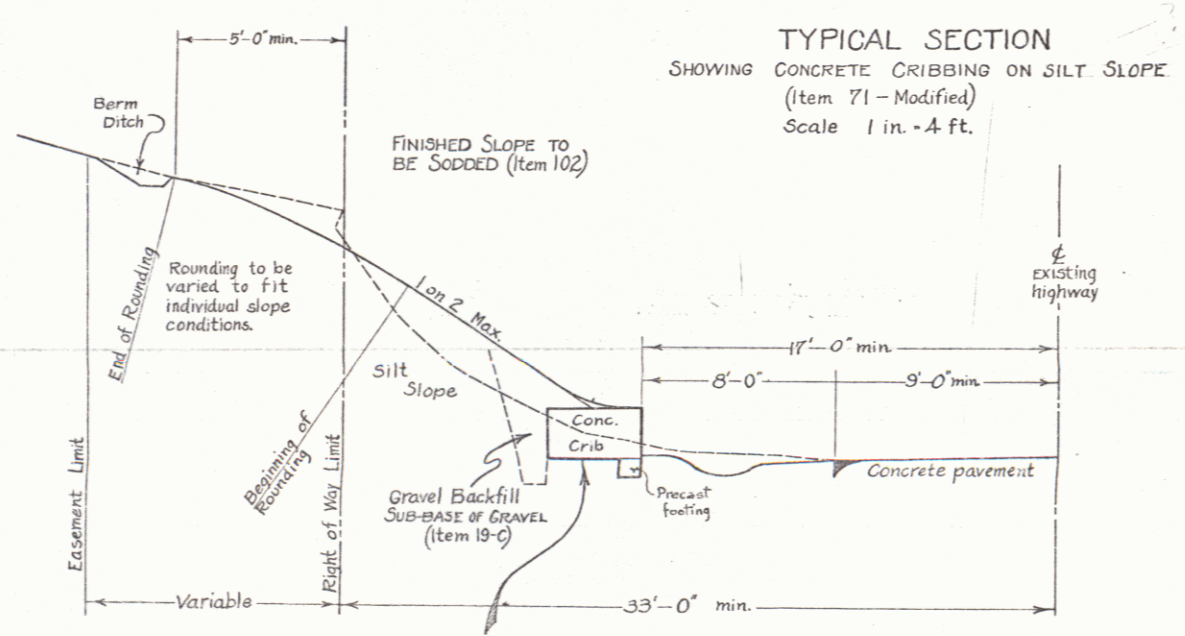 TYPICAL SECTION
SHOWING CONCRETE CRIBBING ON SILT SLOPE
(Item 71 - Modified)
Scale 1 in. = 4 ft.
5'-0" min.
Berm
Ditch
FINISHED SLOPE TO
BE SODDED (Item 102)
End of Rounding
Rounding to be
varied to fit
individual slope
conditions.
1 on 2 Max.
℄
Existing
highway
17'-0" min.
8'-0"
9'-0" min.
Silt
Slope
Conc.
Crib
Beginning of
Rounding
Easement Limit
Right of Way Limit
Gravel Backfill
SUB-BASE OF GRAVEL
(Item 19-C)
Precast
footing
Concrete pavement
Variable
33'-0" min.